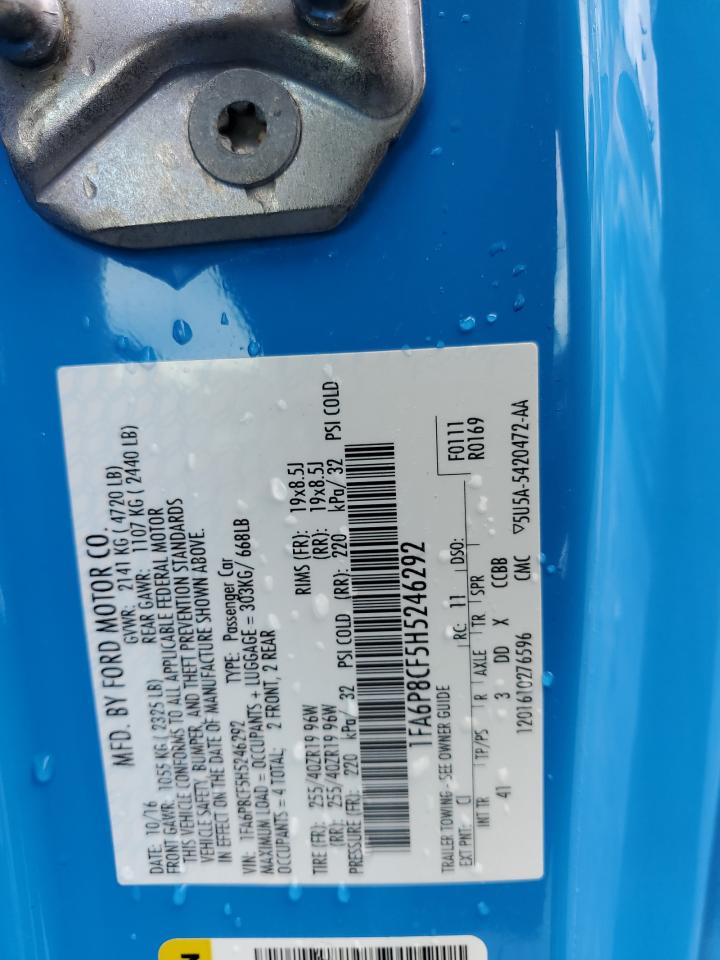 MFD. BY FORD MOTOR CO.
DATE: 10/16 GVWR: 2141 KG ( 4720 LB)
FRONT GAWR: 1055 KG ( 2325 LB) REAR GAWR: 1107 KG ( 2440 LB)
THIS VEHICLE CONFORMS TO ALL APPLICABLE FEDERAL MOTOR
VEHICLE SAFETY, BUMPER, AND THEFT PREVENTION STANDARDS
IN EFFECT ON THE DATE OF MANUFACTURE SHOWN ABOVE.
VIN: 1FA6P8CF5H5246292 TYPE: Passenger Car
MAXIMUM LOAD = OCCUPANTS + LUGGAGE = 303KG/ 668LB
OCCUPANTS = 4 TOTAL: 2 FRONT, 2 REAR
TIRE (FR): 255/40ZR19 96W RIMS (FR): 19x8.5J
(RR): 255/40ZR19 96W (RR): 19x8.5J
PRESSURE (FR): 220 kPa/ 32 PSI COLD (RR): 220 kPa/ 32 PSI COLD
1FA6P8CF5H5246292
TRAILER TOWING - SEE OWNER GUIDE F0111
EXT PNT: CI RC: 11 DSO: R0169
INT TR TP/PS R AXLE TR SPR
41 3 DD X CCBB
1201610276596 CMC ▽5U5A-5420472-AA
N